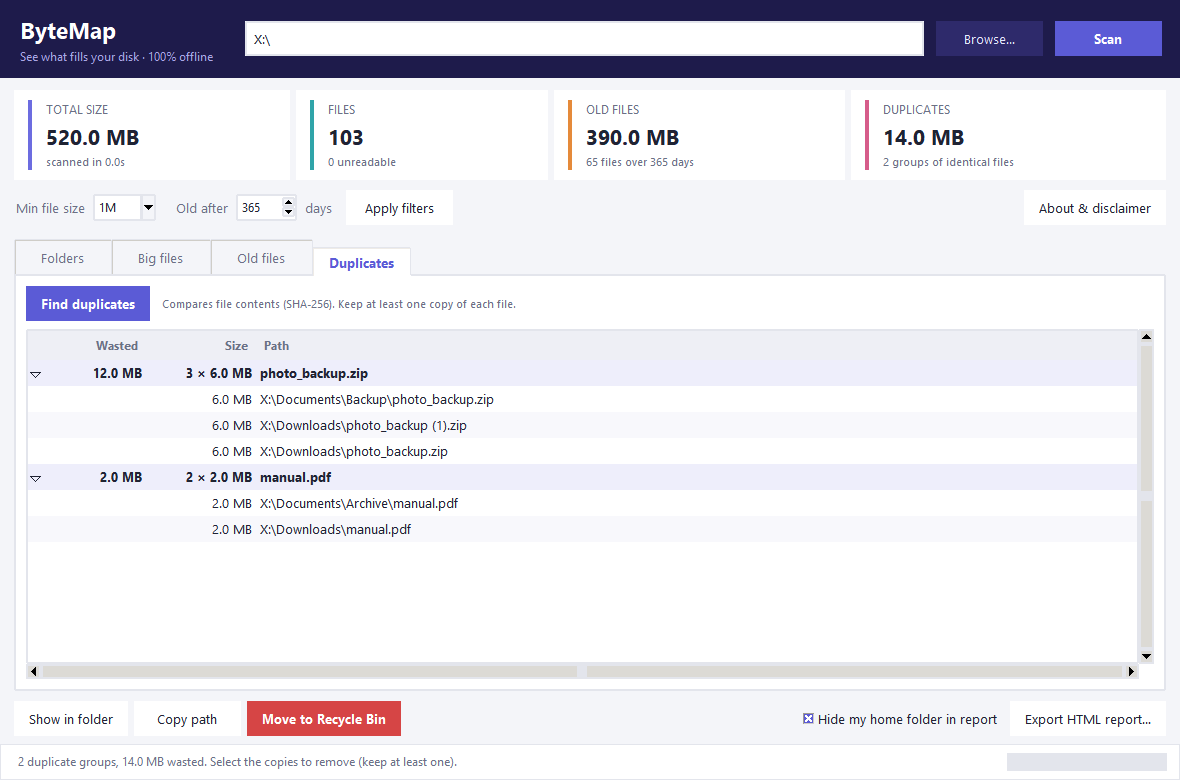 ByteMap
See what fills your disk · 100% offline
X:\
Browse...
Scan
TOTAL SIZE
520.0 MB
scanned in 0.0s
FILES
103
0 unreadable
OLD FILES
390.0 MB
65 files over 365 days
DUPLICATES
14.0 MB
2 groups of identical files
Min file size 1M Old after 365 days Apply filters About & disclaimer
Folders Big files Old files Duplicates
Find duplicates Compares file contents (SHA-256). Keep at least one copy of each file.
Wasted Size Path
12.0 MB 3 × 6.0 MB photo_backup.zip
6.0 MB X:\Documents\Backup\photo_backup.zip
6.0 MB X:\Downloads\photo_backup (1).zip
6.0 MB X:\Downloads\photo_backup.zip
2.0 MB 2 × 2.0 MB manual.pdf
2.0 MB X:\Documents\Archive\manual.pdf
2.0 MB X:\Downloads\manual.pdf
Show in folder Copy path Move to Recycle Bin Hide my home folder in report Export HTML report...
2 duplicate groups, 14.0 MB wasted. Select the copies to remove (keep at least one).